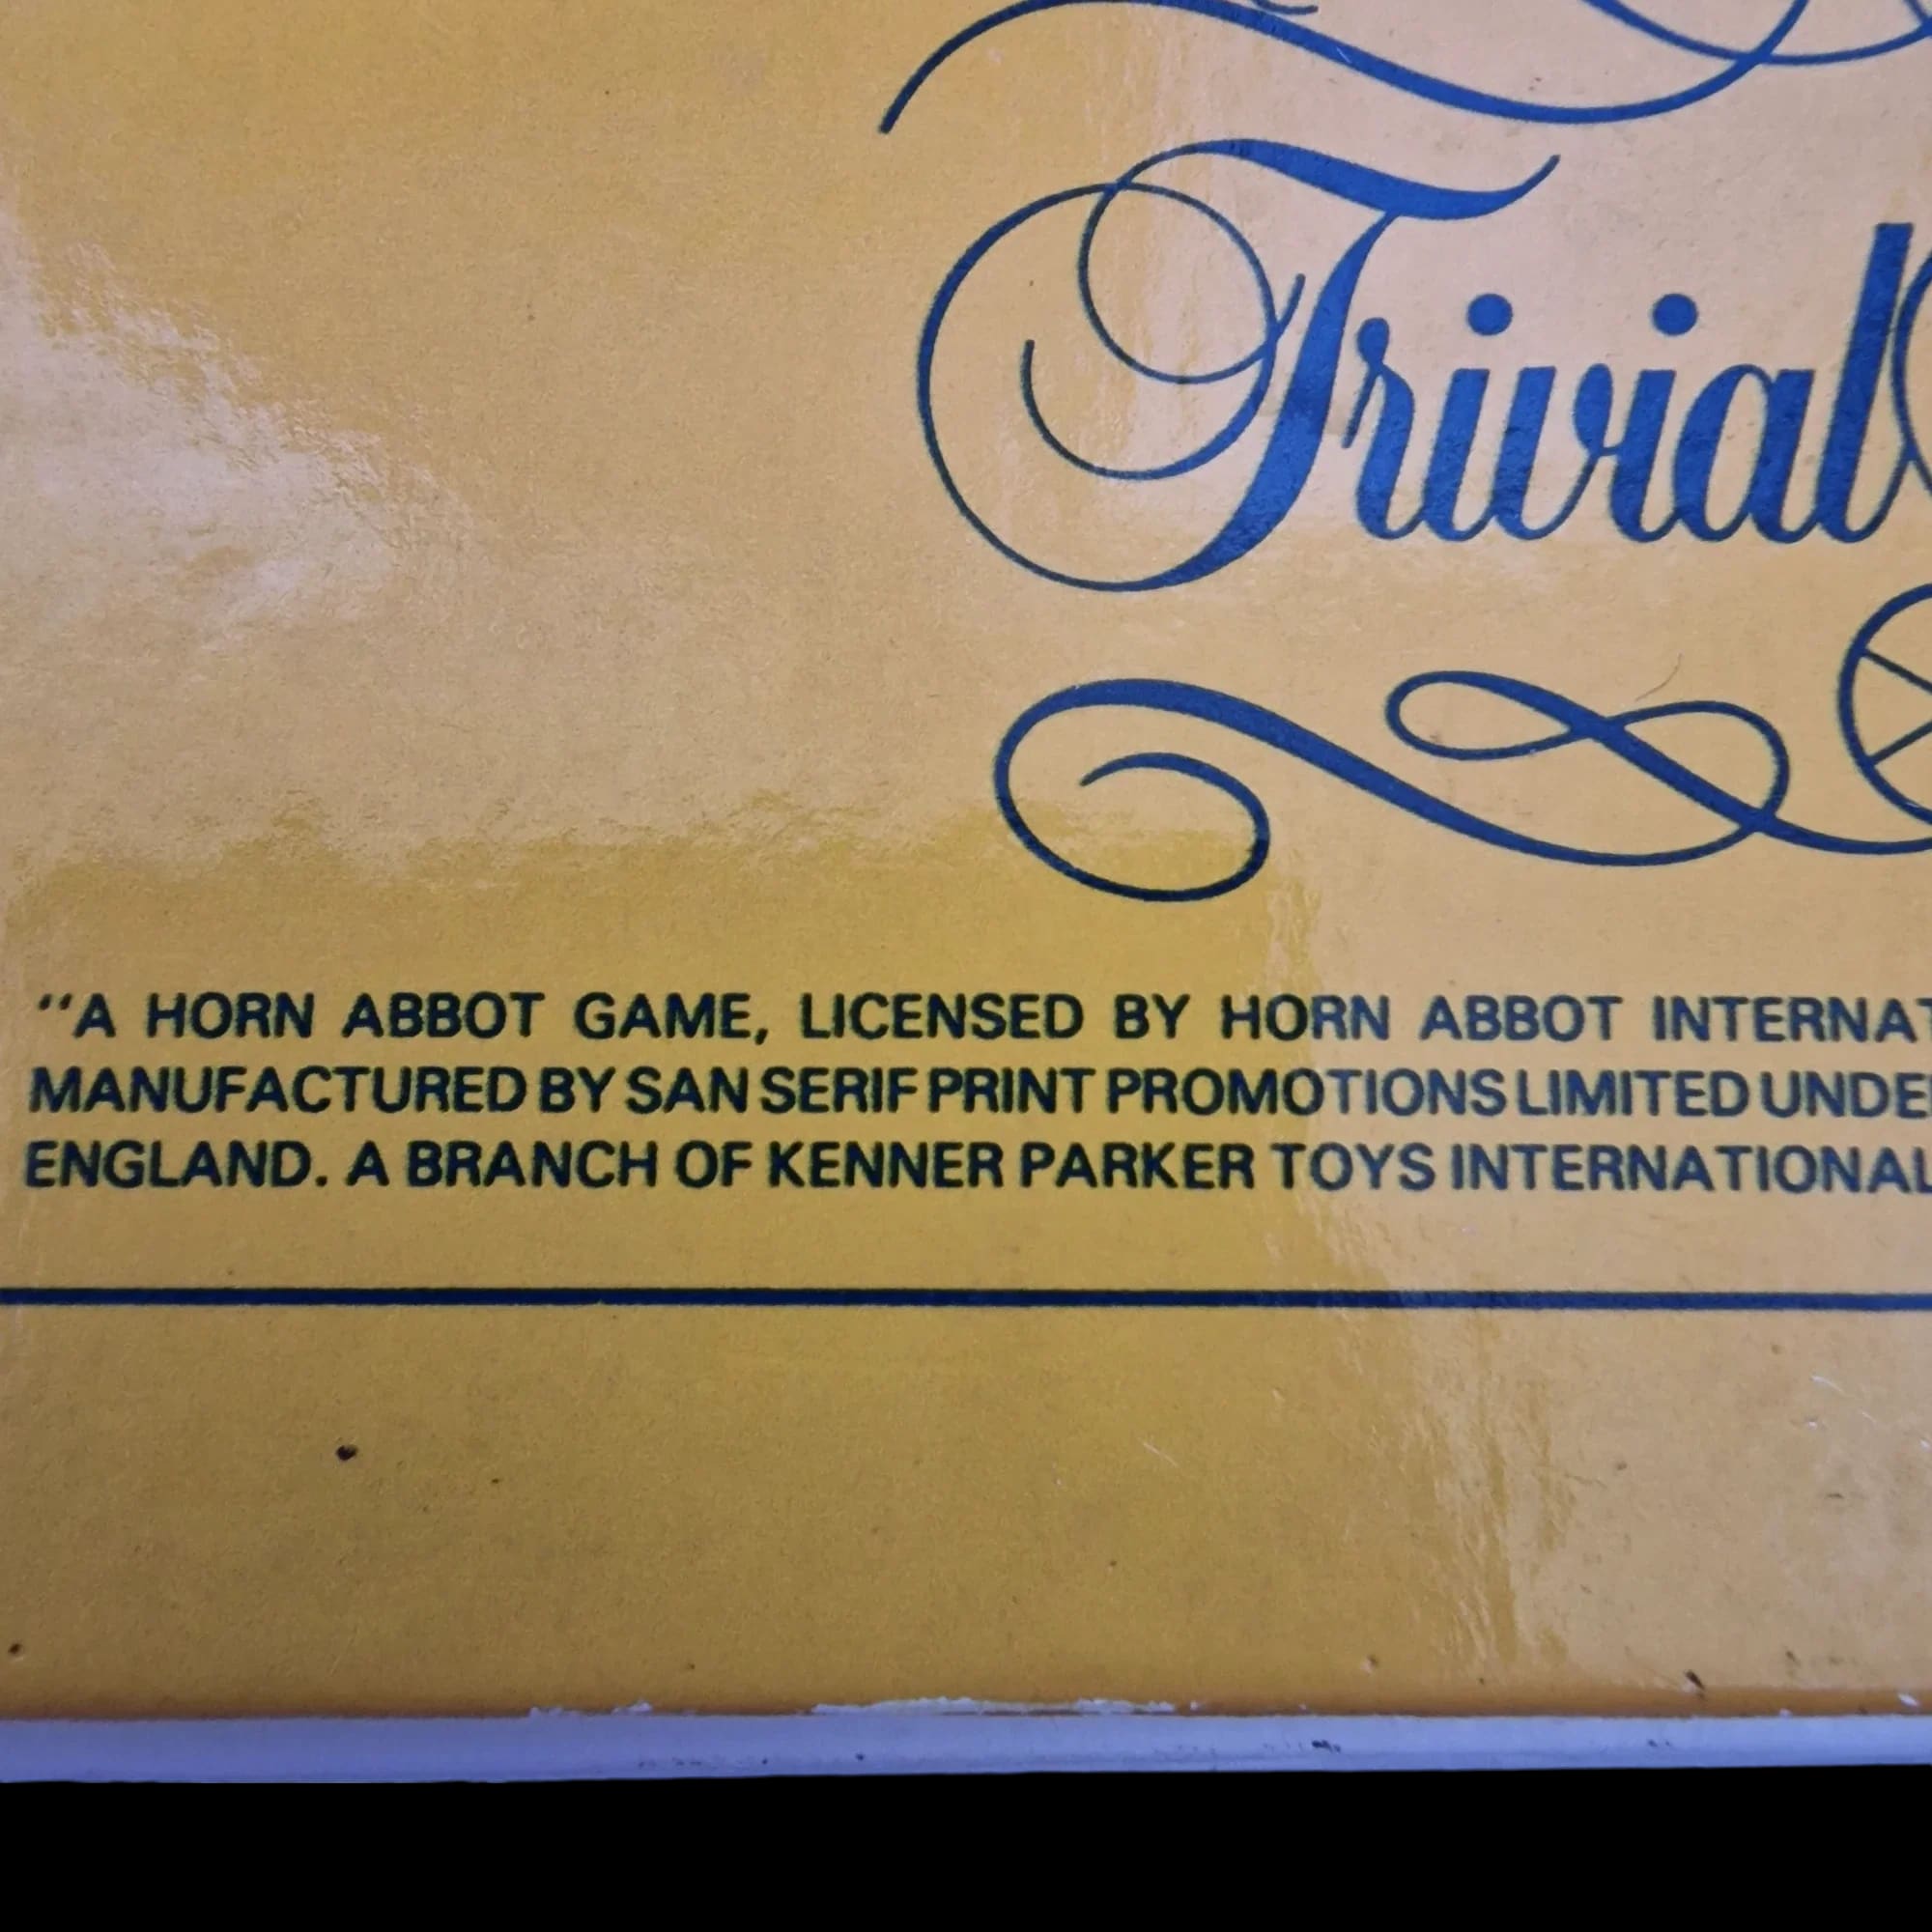 Trivial
"A HORN ABBOT GAME, LICENSED BY HORN ABBOT INTERNAT
MANUFACTURED BY SAN SERIF PRINT PROMOTIONS LIMITED UNDE
ENGLAND. A BRANCH OF KENNER PARKER TOYS INTERNATIONAL